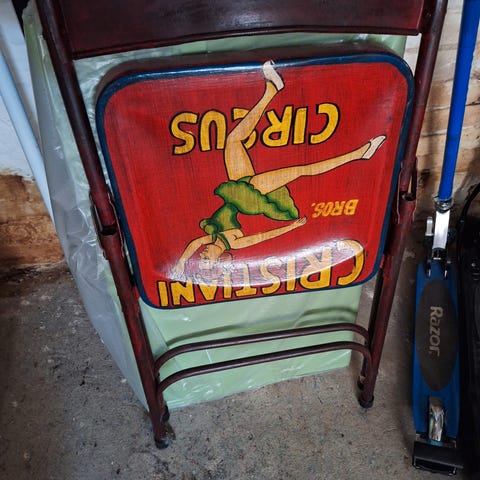 CRISTIANI
BROS.
CIRCUS
Razor